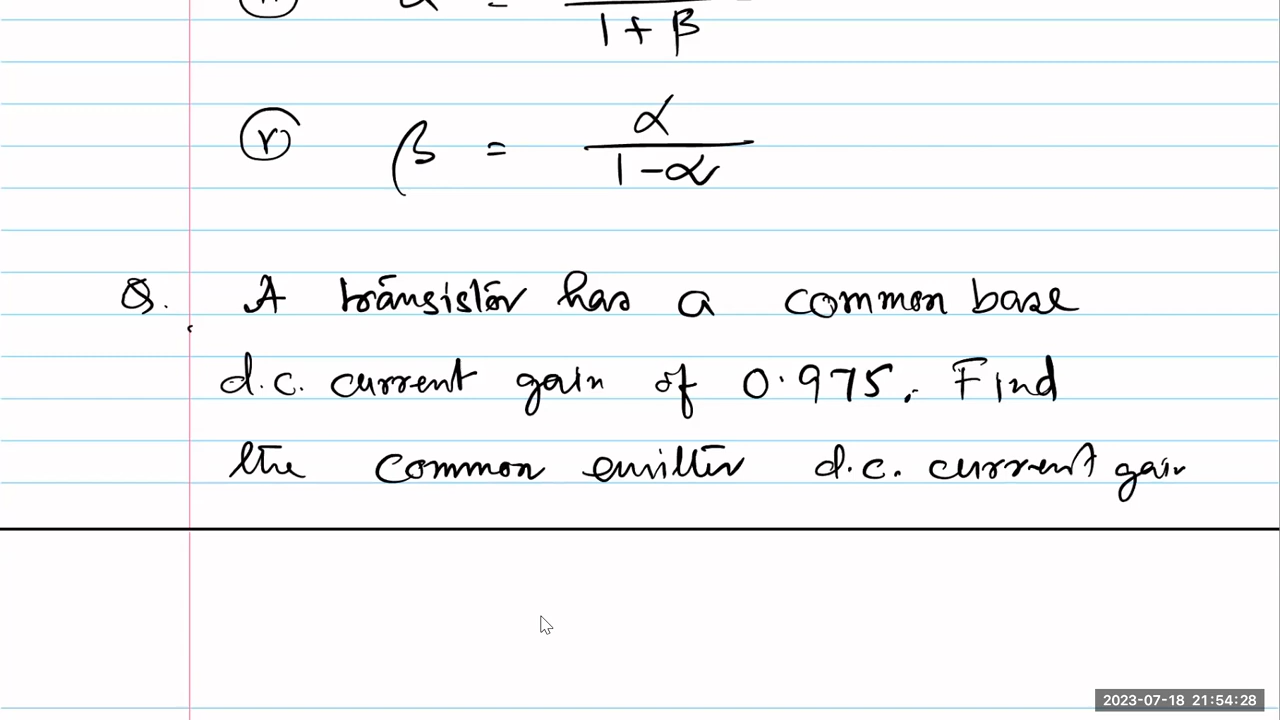 α =
1 + β
(v) β = α / 1-α
Q. A transistor has a common base
d.c. current gain of 0.975. Find
the common emitter d.c. current gain
2023-07-18 21:54:28